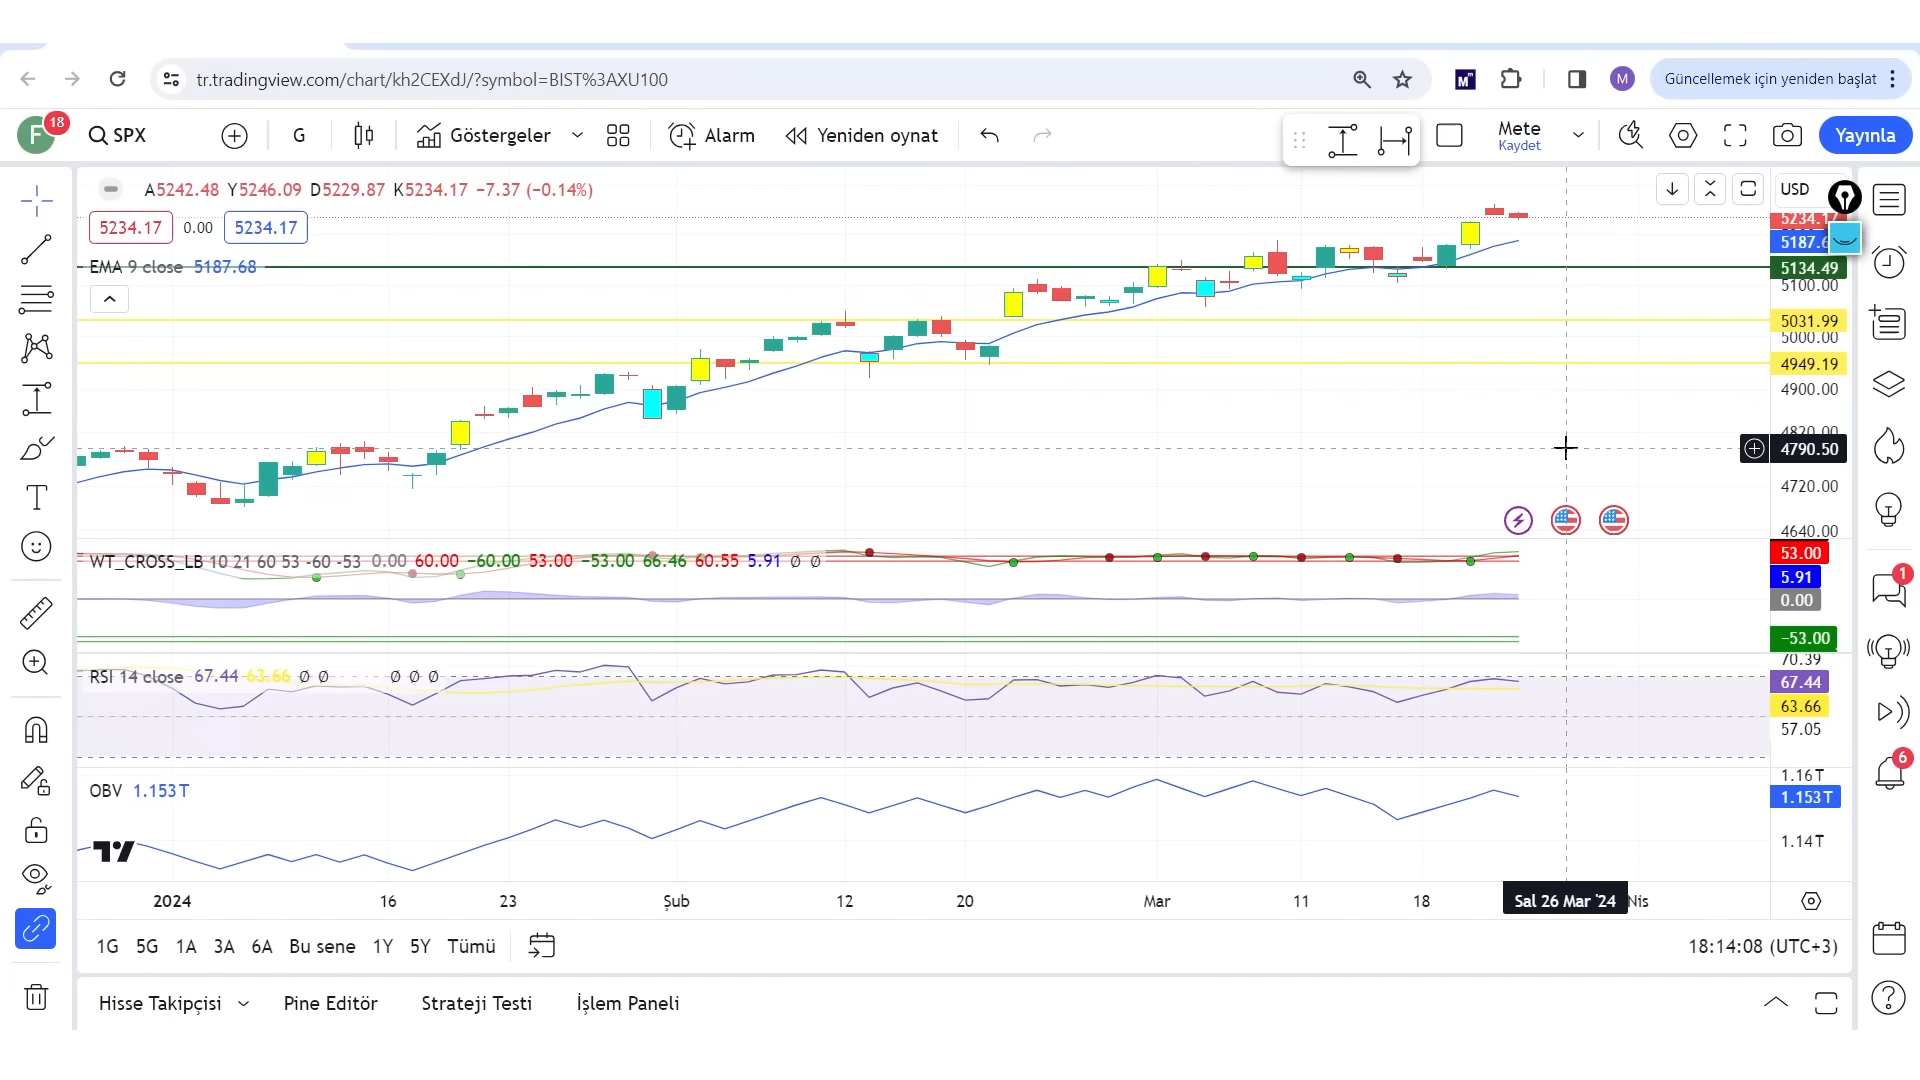 tr.tradingview.com/chart/kh2CEXdJ/?symbol=BIST%3AXU100
M
Güncellemek için yeniden başlat
F 18
SPX
G
Göstergeler
Alarm
Yeniden oynat
Mete
Kaydet
Yayınla
A5242.48 Y5246.09 D5229.87 K5234.17 −7.37 (−0.14%)
USD
5234.17 0.00 5234.17
5234.17
EMA 9 close 5187.68
5134.49
5100.00
5031.99
5000.00
4949.19
4900.00
4820.00
4790.50
4720.00
4640.00
WT_CROSS_LB 10 21 60 53 -60 -53 0.00 60.00 −60.00 53.00 −53.00 66.46 60.55 5.91 ∅ ∅
53.00
5.91
0.00
−53.00
RSI 14 close 67.44 63.66 ∅ ∅ ∅ ∅ ∅
70.39
67.44
63.66
57.05
OBV 1.153T
1.16T
1.153T
1.14T
2024 16 23 Şub 12 20 Mar 11 18 Sal 26 Mar '24 Nis
1G 5G 1A 3A 6A Bu sene 1Y 5Y Tümü
18:14:08 (UTC+3)
Hisse Takipçisi Pine Editör Strateji Testi İşlem Paneli
1
6